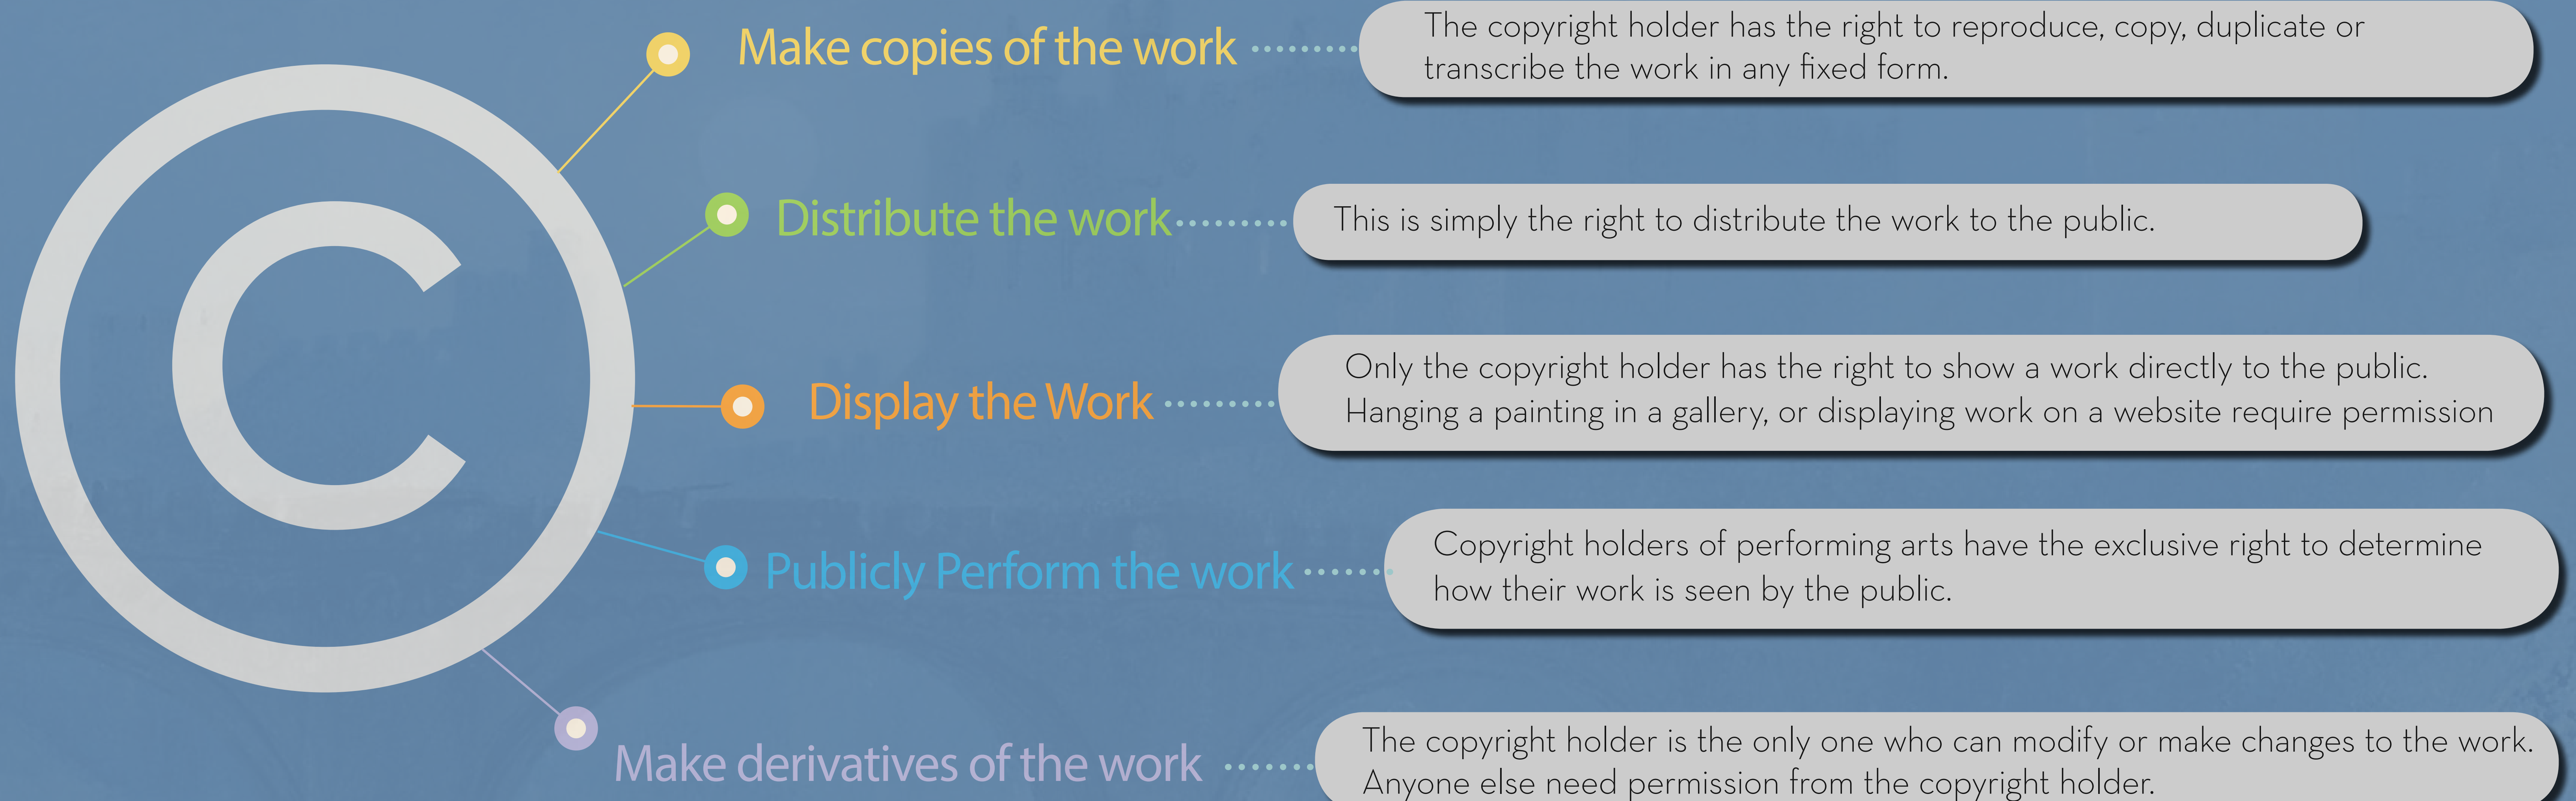 Make copies of the work
The copyright holder has the right to reproduce, copy, duplicate or
transcribe the work in any fixed form.
Distribute the work
This is simply the right to distribute the work to the public.
Display the Work
Only the copyright holder has the right to show a work directly to the public.
Hanging a painting in a gallery, or displaying work on a website require permission
Publicly Perform the work
Copyright holders of performing arts have the exclusive right to determine
how their work is seen by the public.
Make derivatives of the work
The copyright holder is the only one who can modify or make changes to the work.
Anyone else need permission from the copyright holder.